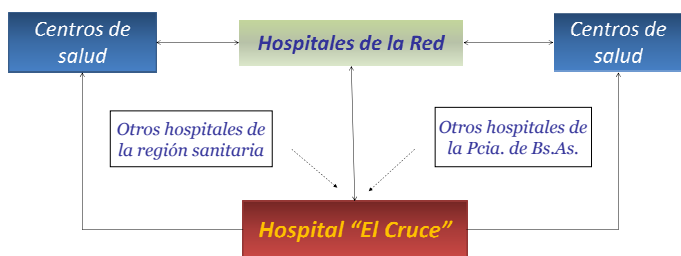 Centros de
salud
Hospitales de la Red
Centros de
salud
Otros hospitales de
la región sanitaria
Otros hospitales de
la Pcia. de Bs.As.
Hospital “El Cruce”